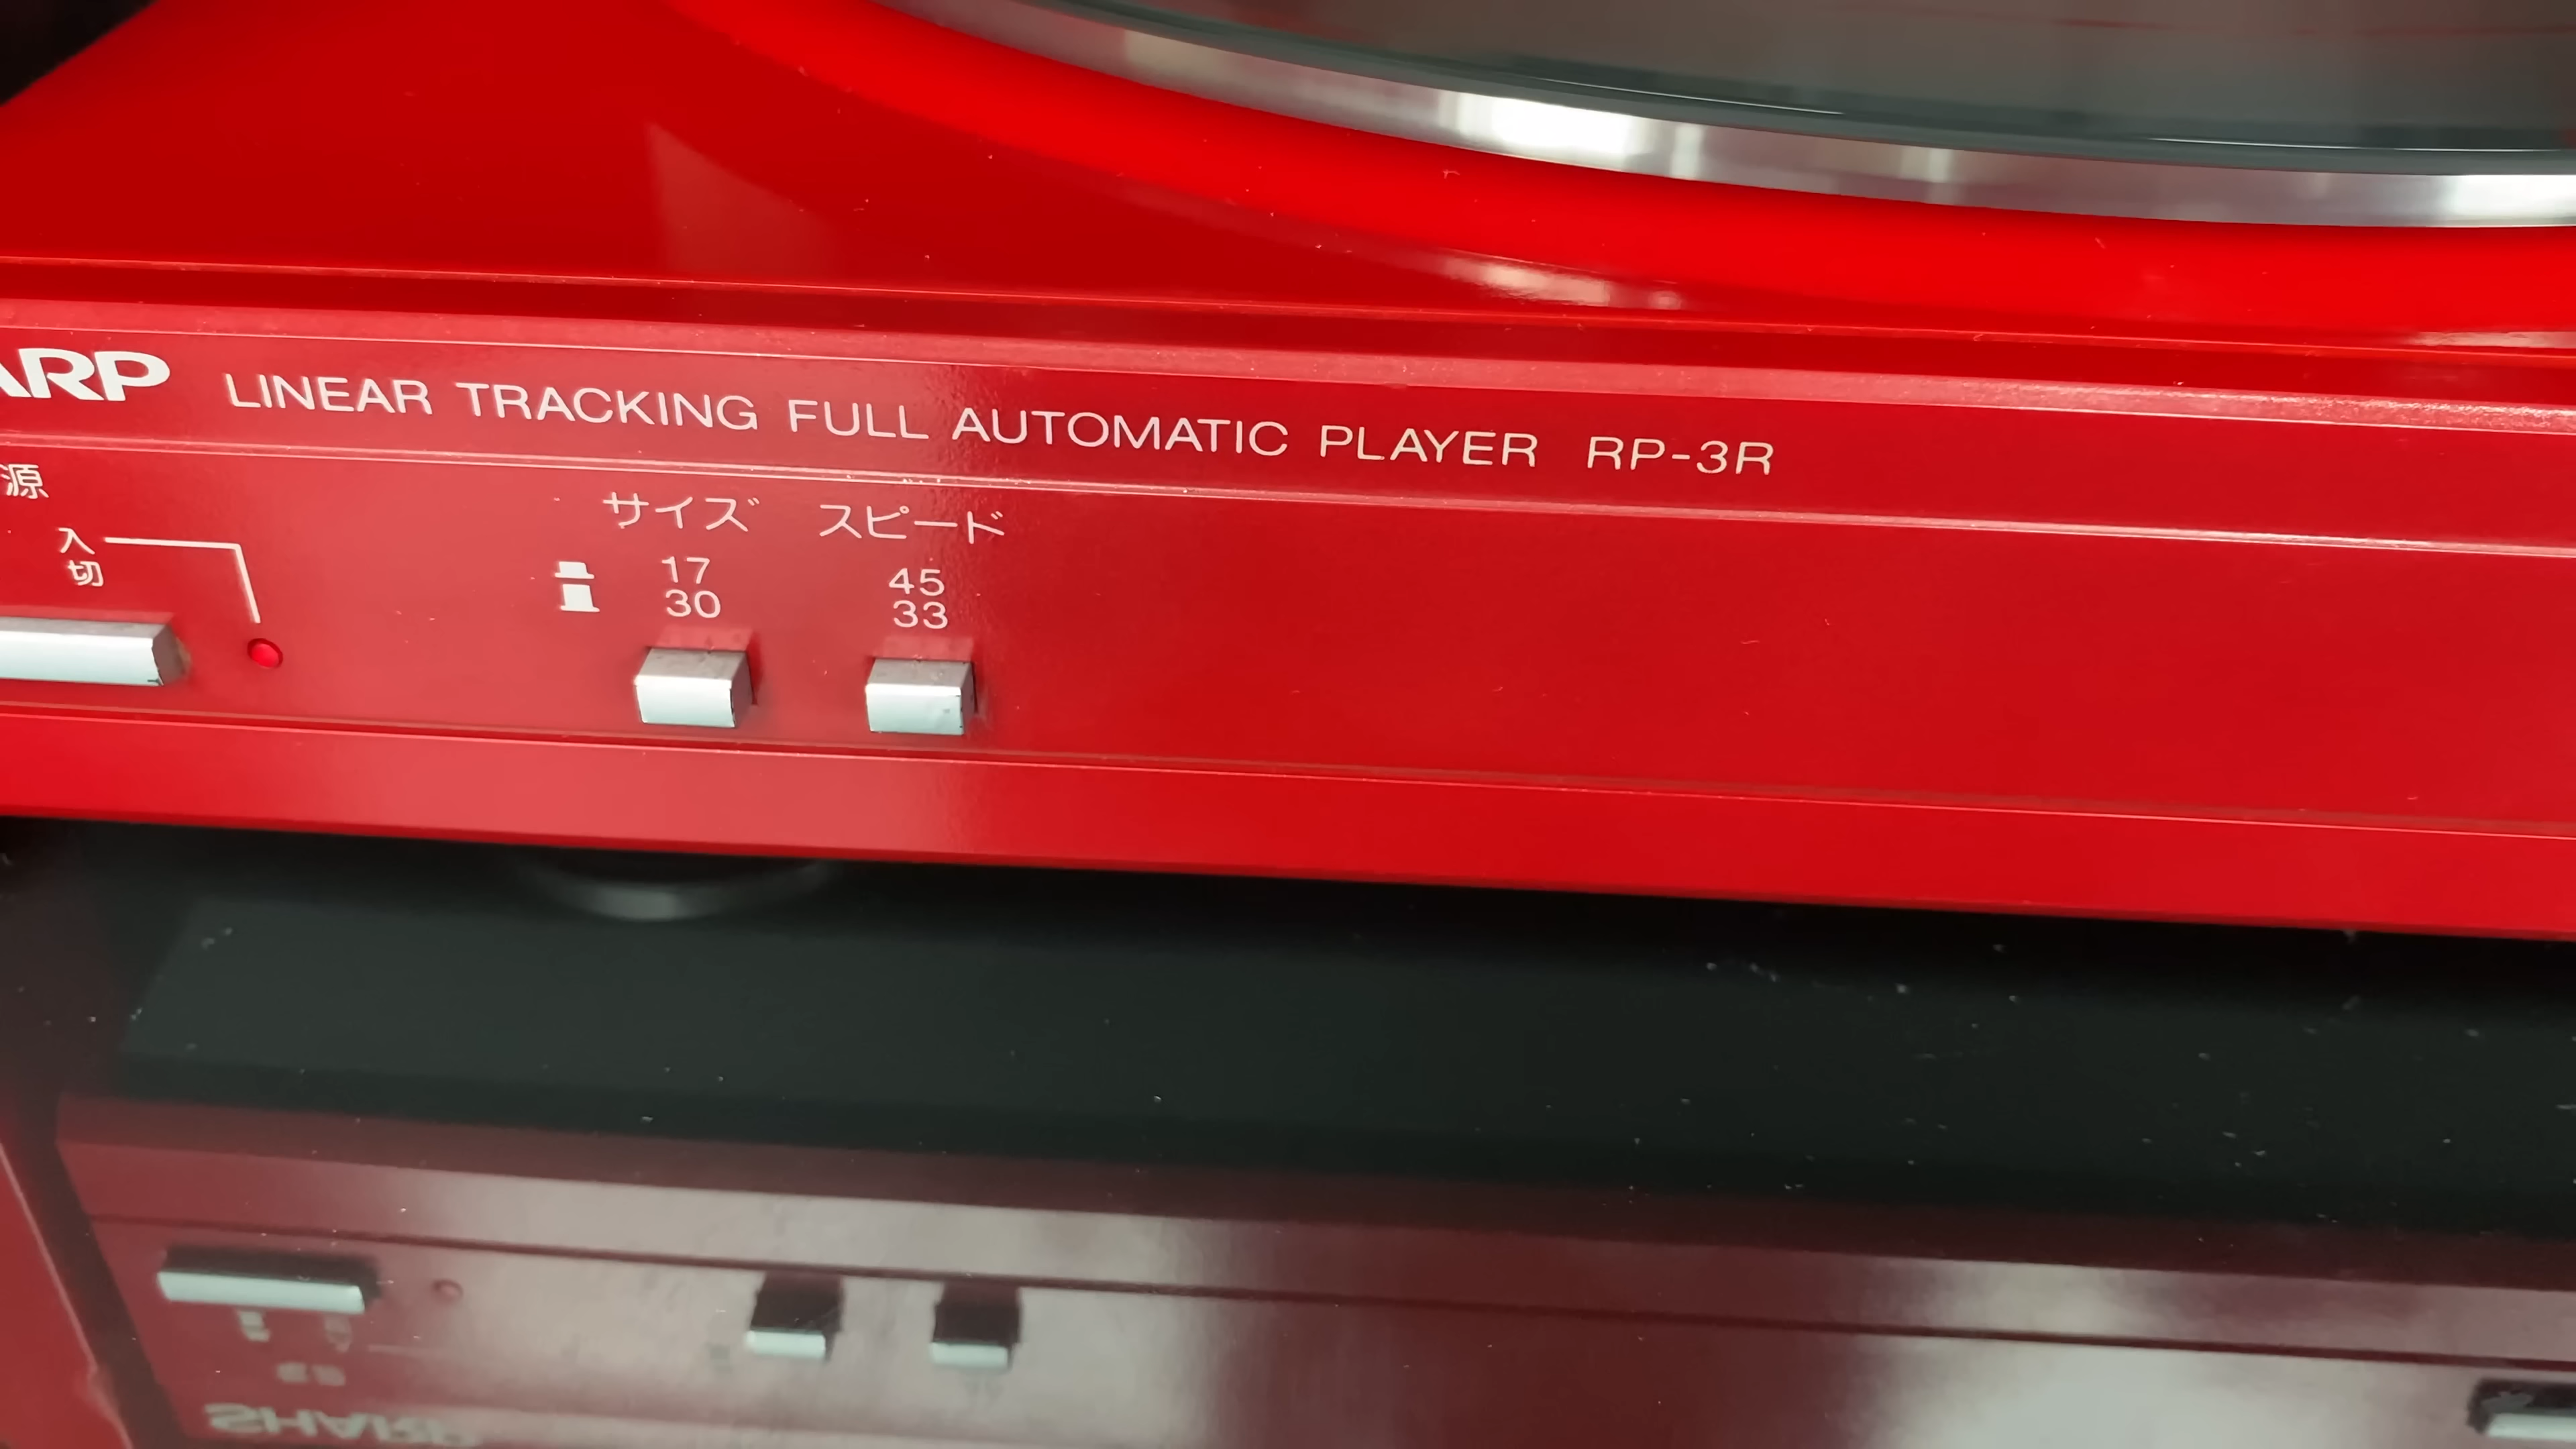 ARP LINEAR TRACKING FULL AUTOMATIC PLAYER RP-3R
源
サイズ スピード
入
切
17 45
30 33
SHARP